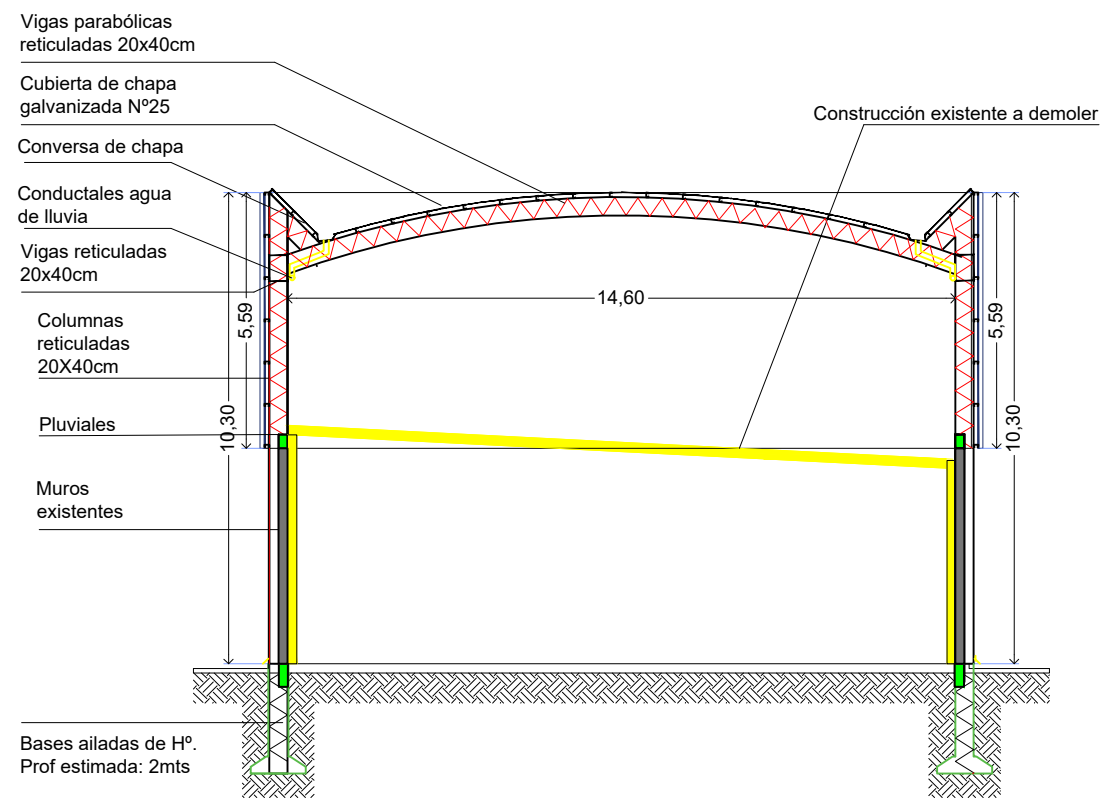 Vigas parabólicas
reticuladas 20x40cm
Cubierta de chapa
galvanizada Nº25
Construcción existente a demoler
Conversa de chapa
Conductales agua
de lluvia
Vigas reticuladas
20x40cm
14,60
5,59
5,59
Columnas
reticuladas
20X40cm
Pluviales
10,30
10,30
Muros
existentes
Bases ailadas de Hº.
Prof estimada: 2mts